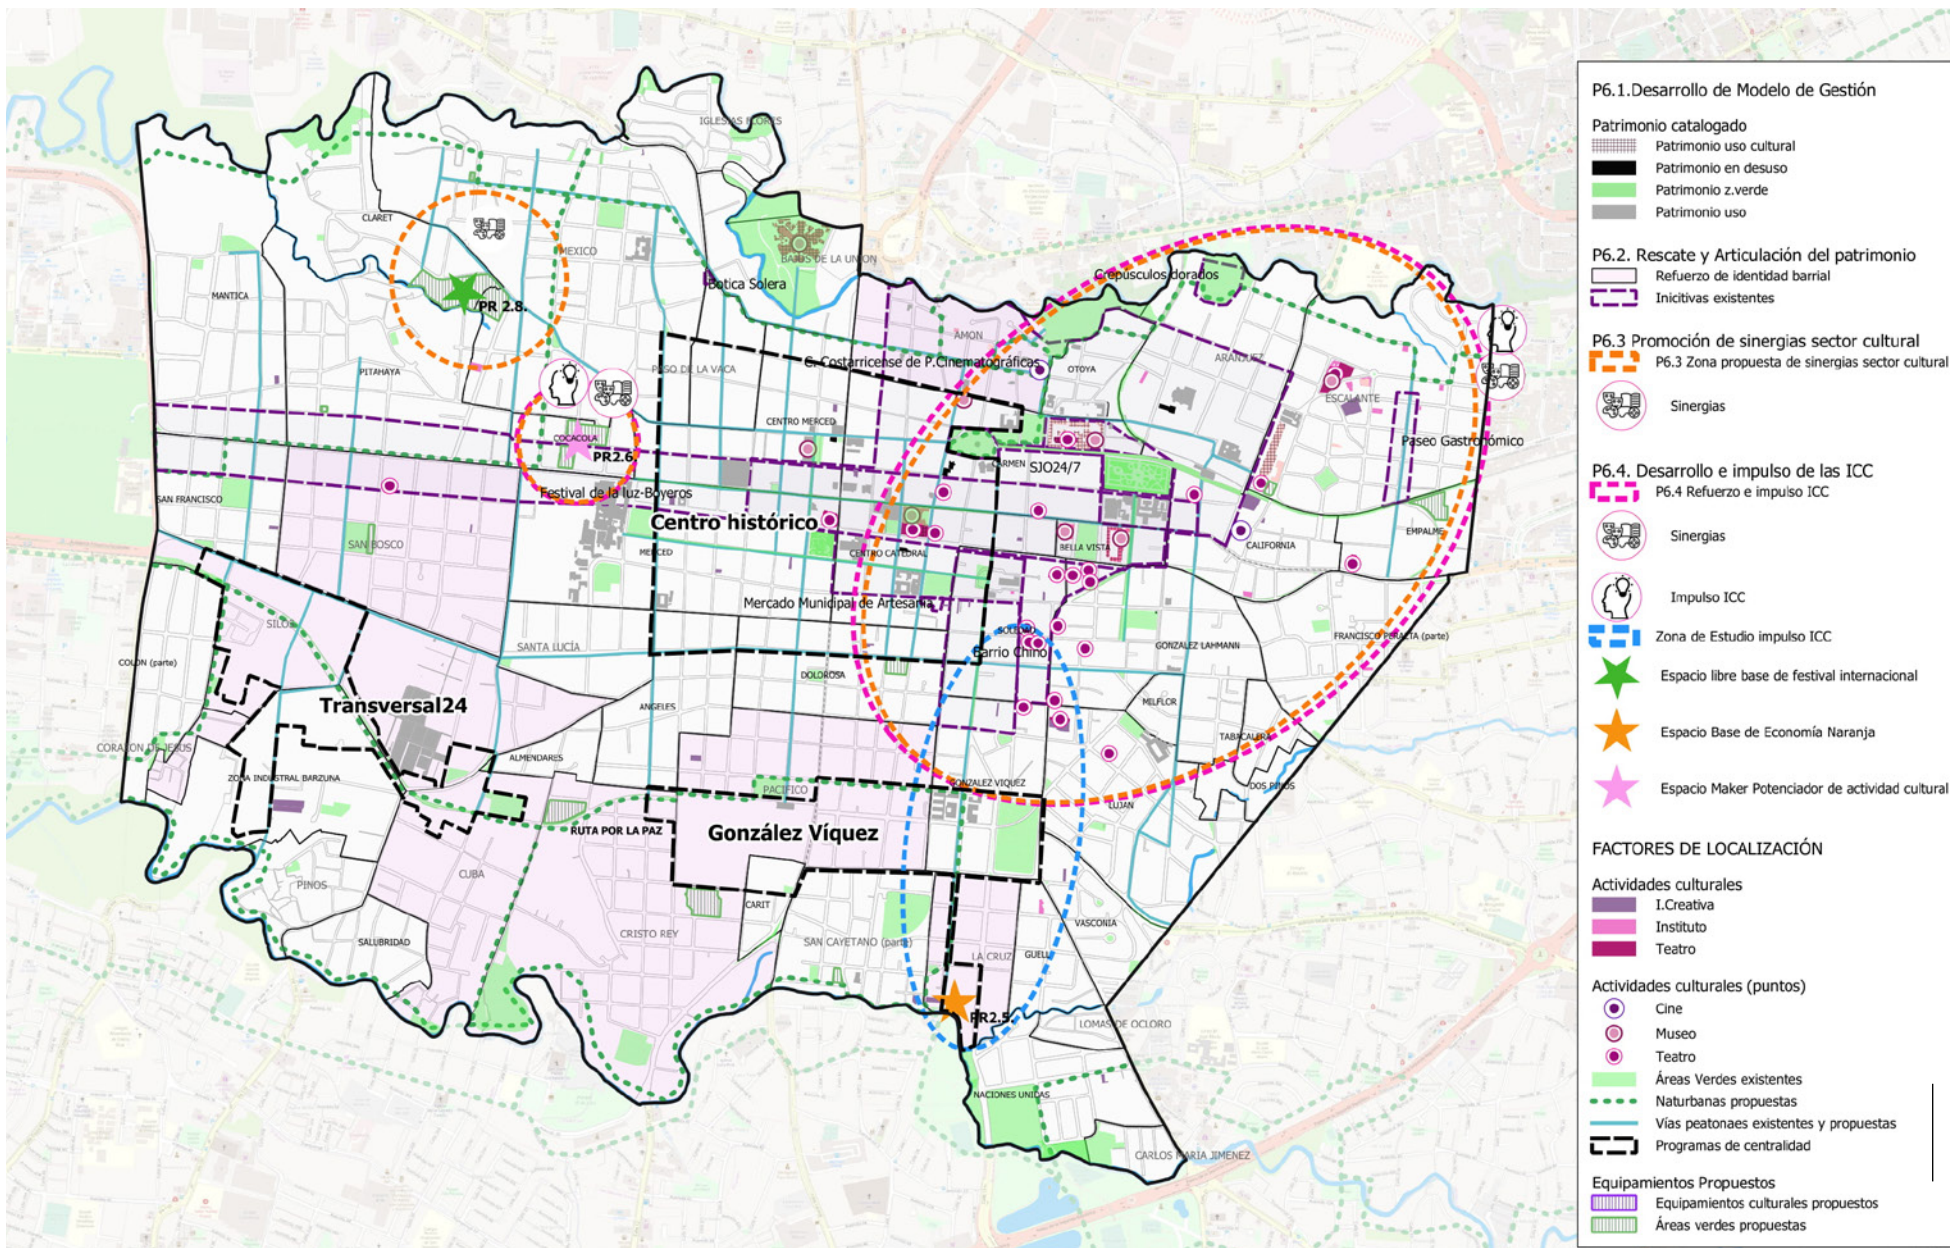 IGLESIAS FLORES
CLARET
MEXICO
BAJOS DE LA UNION
Crepúsculos dorados
Botica Solera
MANTICA
PR 2.8.
AMON
C. Costarricense de P.Cinematográficas
ARANJUEZ
PITAHAYA
PASO DE LA VACA
OTOYA
ESCALANTE
CENTRO MERCED
COCACOLA
PR2.6
Paseo Gastronómico
CARMEN
SJO24/7
SAN FRANCISCO
Festival de la luz-Boyeros
Centro histórico
EMPALME
SAN BOSCO
MERCED
CENTRO CATEDRAL
BELLA VISTA
CALIFORNIA
Mercado Munidipal de Artesanía
SILOE
SOLEDAD
FRANCISCO PERALTA (parte)
SANTA LUCÍA
GONZALEZ LAHMANN
Barrio Chino
COLON (parte)
DOLOROSA
Transversal24
ANGELES
MILFLOR
CORAZON DE JESUS
TABACALERA
ALMENDARES
ZONA INDUSTRAL BARZUNA
PACIFICO
GONZALEZ VIQUEZ
DOS PINOS
LUJAN
RUTA POR LA PAZ
González Víquez
CUBA
PINOS
CARIT
VASCONIA
CRISTO REY
SALUBRIDAD
SAN CAYETANO (parte)
LA CRUZ
GUELL
PR2.5
LOMAS DE OCLORO
NACIONES UNIDAS
CARLOS MARIA JIMENEZ
P6.1.Desarrollo de Modelo de Gestión
Patrimonio catalogado
Patrimonio uso cultural
Patrimonio en desuso
Patrimonio z.verde
Patrimonio uso
P6.2. Rescate y Articulación del patrimonio
Refuerzo de identidad barrial
Inicitivas existentes
P6.3 Promoción de sinergias sector cultural
P6.3 Zona propuesta de sinergias sector cultural
Sinergias
P6.4. Desarrollo e impulso de las ICC
P6.4 Refuerzo e impulso ICC
Sinergias
Impulso ICC
Zona de Estudio impulso ICC
Espacio libre base de festival internacional
Espacio Base de Economía Naranja
Espacio Maker Potenciador de actividad cultural
FACTORES DE LOCALIZACIÓN
Actividades culturales
I.Creativa
Instituto
Teatro
Actividades culturales (puntos)
Cine
Museo
Teatro
Áreas Verdes existentes
Naturbanas propuestas
Vías peatonaes existentes y propuestas
Programas de centralidad
Equipamientos Propuestos
Equipamientos culturales propuestos
Áreas verdes propuestas